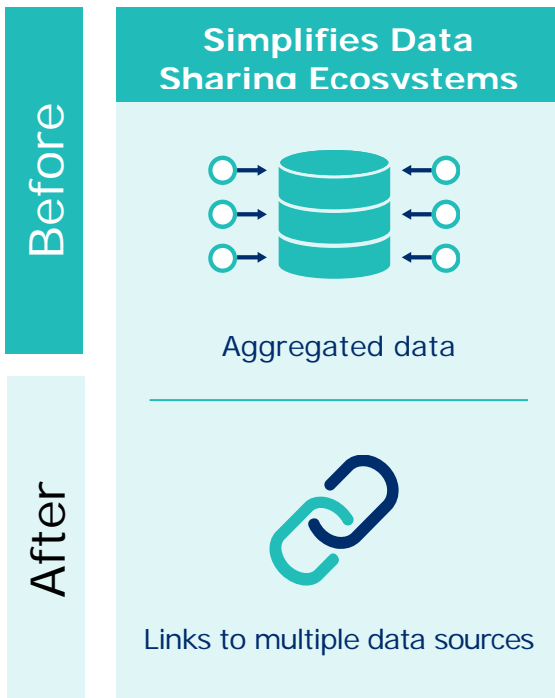 Simplifies Data
Sharing Ecosystems
Before
Aggregated data
After
Links to multiple data sources